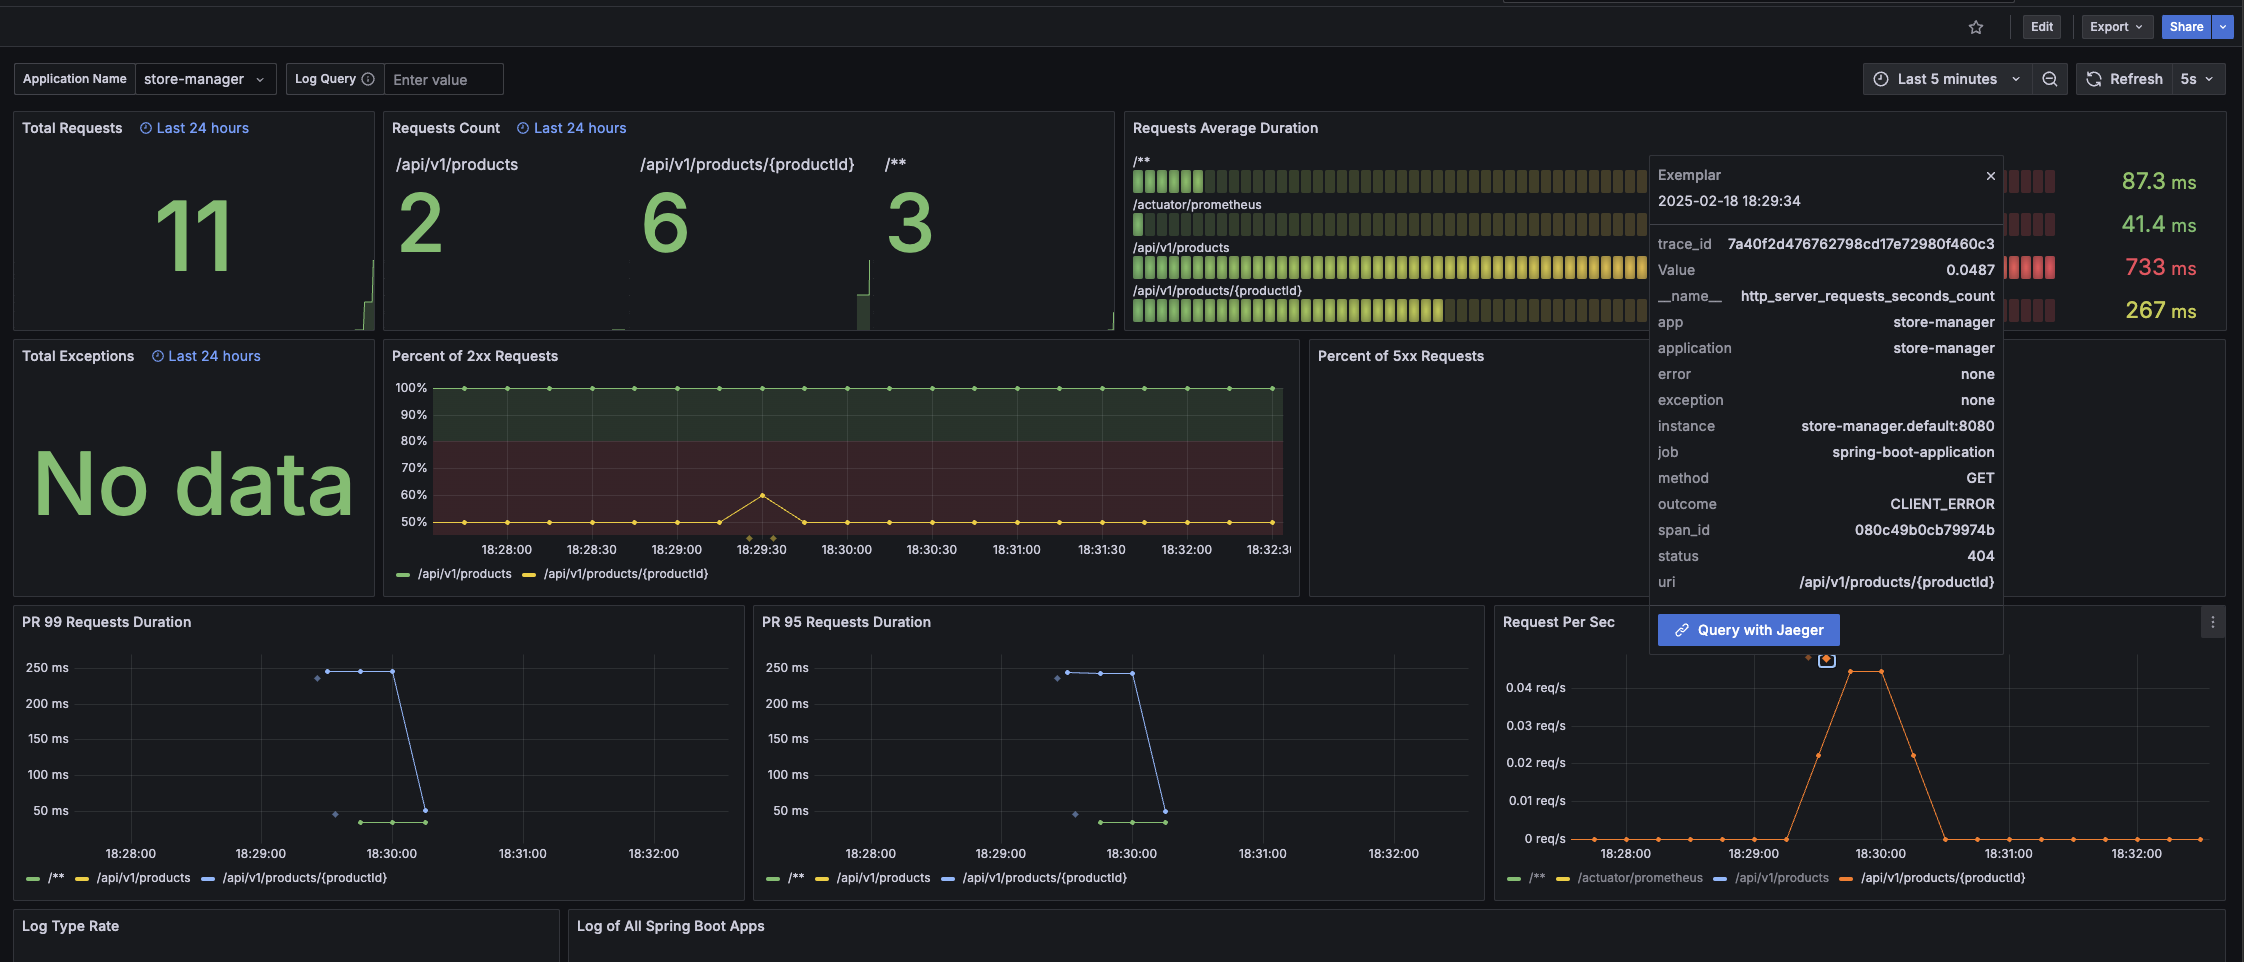 Edit
Export
Share
Application Name
store-manager
Log Query
Enter value
Last 5 minutes
Refresh
5s
Total Requests
Last 24 hours
11
Requests Count
Last 24 hours
/api/v1/products
2
/api/v1/products/{productId}
6
/**
3
Requests Average Duration
/**
87.3 ms
/actuator/prometheus
41.4 ms
/api/v1/products
733 ms
/api/v1/products/{productId}
267 ms
Exemplar
2025-02-18 18:29:34
trace_id 7a40f2d476762798cd17e72980f460c3
Value 0.0487
__name__ http_server_requests_seconds_count
app store-manager
application store-manager
error none
exception none
instance store-manager.default:8080
job spring-boot-application
method GET
outcome CLIENT_ERROR
span_id 080c49b0cb79974b
status 404
uri /api/v1/products/{productId}
Query with Jaeger
Total Exceptions
Last 24 hours
No data
Percent of 2xx Requests
100%
90%
80%
70%
60%
50%
18:28:00 18:28:30 18:29:00 18:29:30 18:30:00 18:30:30 18:31:00 18:31:30 18:32:00 18:32:30
/api/v1/products /api/v1/products/{productId}
Percent of 5xx Requests
PR 99 Requests Duration
250 ms
200 ms
150 ms
100 ms
50 ms
18:28:00 18:29:00 18:30:00 18:31:00 18:32:00
/** /api/v1/products /api/v1/products/{productId}
PR 95 Requests Duration
250 ms
200 ms
150 ms
100 ms
50 ms
18:28:00 18:29:00 18:30:00 18:31:00 18:32:00
/** /api/v1/products /api/v1/products/{productId}
Request Per Sec
0.04 req/s
0.03 req/s
0.02 req/s
0.01 req/s
0 req/s
18:28:00 18:29:00 18:30:00 18:31:00 18:32:00
/** /actuator/prometheus /api/v1/products /api/v1/products/{productId}
Log Type Rate
Log of All Spring Boot Apps